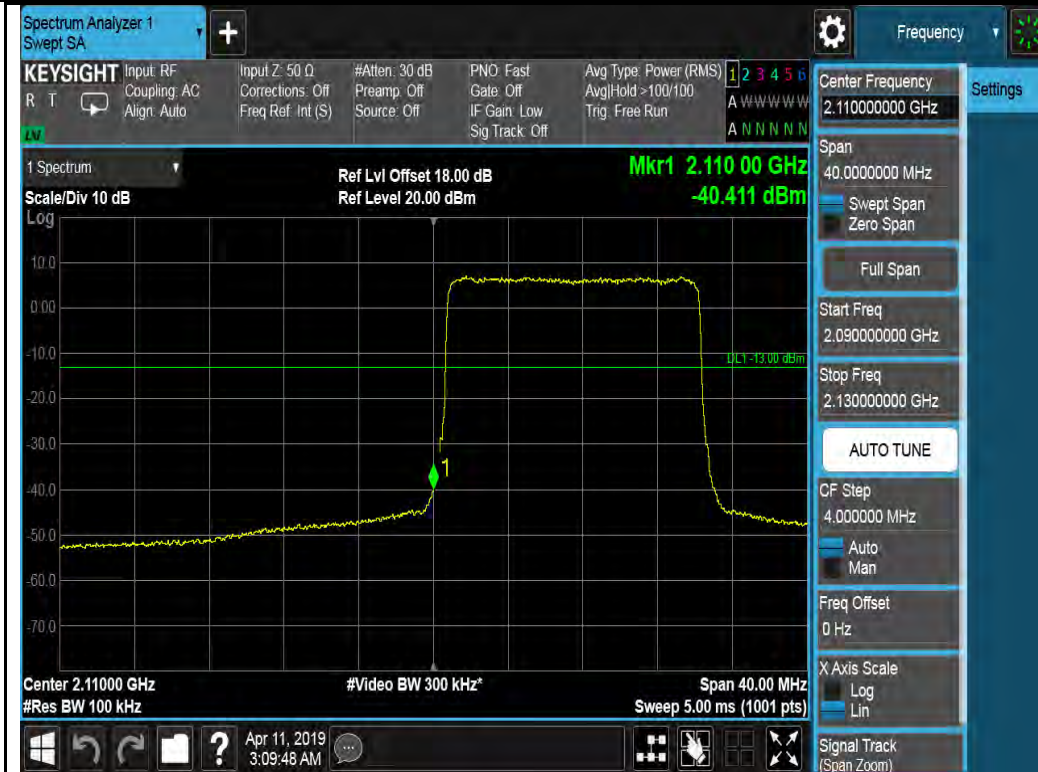 Spectrum Analyzer 1
Swept SA
+
Frequency
KEYSIGHT
R T
LV
Input: RF
Coupling: AC
Align: Auto
Input Z: 50 Ω
Corrections: Off
Freq Ref: Int (S)
#Atten: 30 dB
Preamp: Off
Source: Off
PNO: Fast
Gate: Off
IF Gain: Low
Sig Track: Off
Avg Type: Power (RMS)
Avg|Hold >100/100
Trig: Free Run
1 2 3 4 5 6
A W W W W W
A N N N N N
1 Spectrum
Scale/Div 10 dB
Log
Ref Lvl Offset 18.00 dB
Ref Level 20.00 dBm
Mkr1 2.110 00 GHz
-40.411 dBm
10.0
0.00
-10.0
DL1 -13.00 dBm
-20.0
-30.0
1
-40.0
-50.0
-60.0
-70.0
Center 2.11000 GHz
#Res BW 100 kHz
#Video BW 300 kHz*
Span 40.00 MHz
Sweep 5.00 ms (1001 pts)
?
Apr 11, 2019
3:09:48 AM
Center Frequency
2.110000000 GHz
Settings
Span
40.0000000 MHz
Swept Span
Zero Span
Full Span
Start Freq
2.090000000 GHz
Stop Freq
2.130000000 GHz
AUTO TUNE
CF Step
4.000000 MHz
Auto
Man
Freq Offset
0 Hz
X Axis Scale
Log
Lin
Signal Track
(Span Zoom)